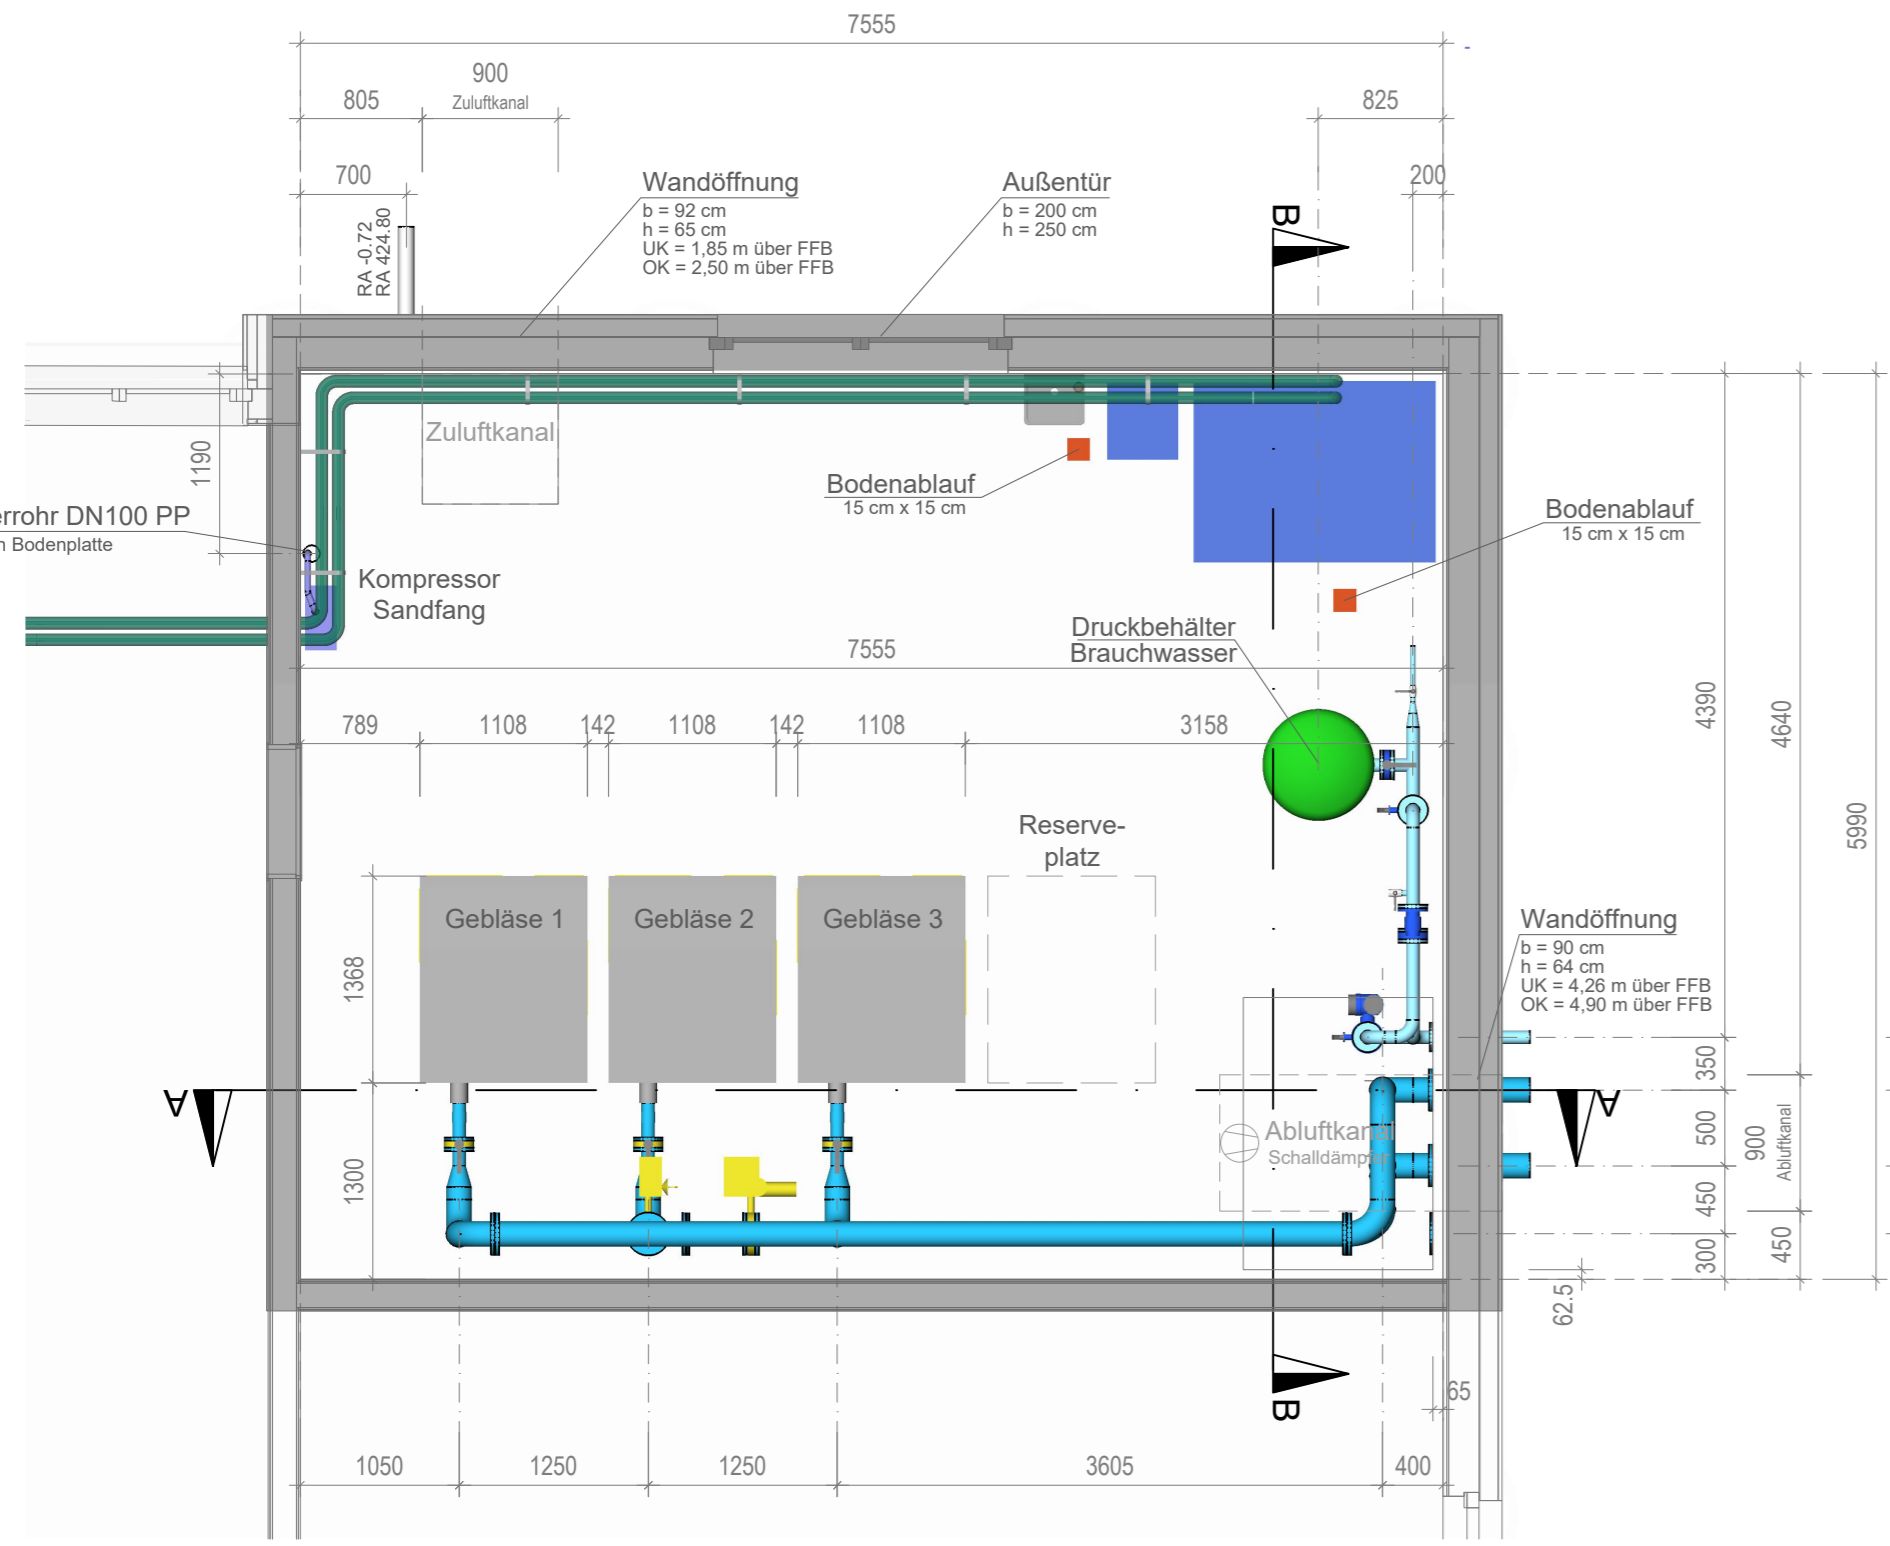 7555
900
Zuluftkanal
805
825
700
200
RA -0.72
RA 424.80
Wandöffnung
b = 92 cm
h = 65 cm
UK = 1,85 m über FFB
OK = 2,50 m über FFB
Außentür
b = 200 cm
h = 250 cm
B
Zuluftkanal
1190
Bodenablauf
15 cm x 15 cm
Bodenablauf
15 cm x 15 cm
errohr DN100 PP
n Bodenplatte
Kompressor
Sandfang
Druckbehälter
Brauchwasser
7555
789
1108
142
1108
142
1108
3158
4390
4640
5990
Reserve-
platz
Gebläse 1
Gebläse 2
Gebläse 3
1368
Wandöffnung
b = 90 cm
h = 64 cm
UK = 4,26 m über FFB
OK = 4,90 m über FFB
350
A
A
500
900
Abluftkanal
Abluftkanal
Schalldämpfer
1300
450
450
300
62.5
65
B
1050
1250
1250
3605
400